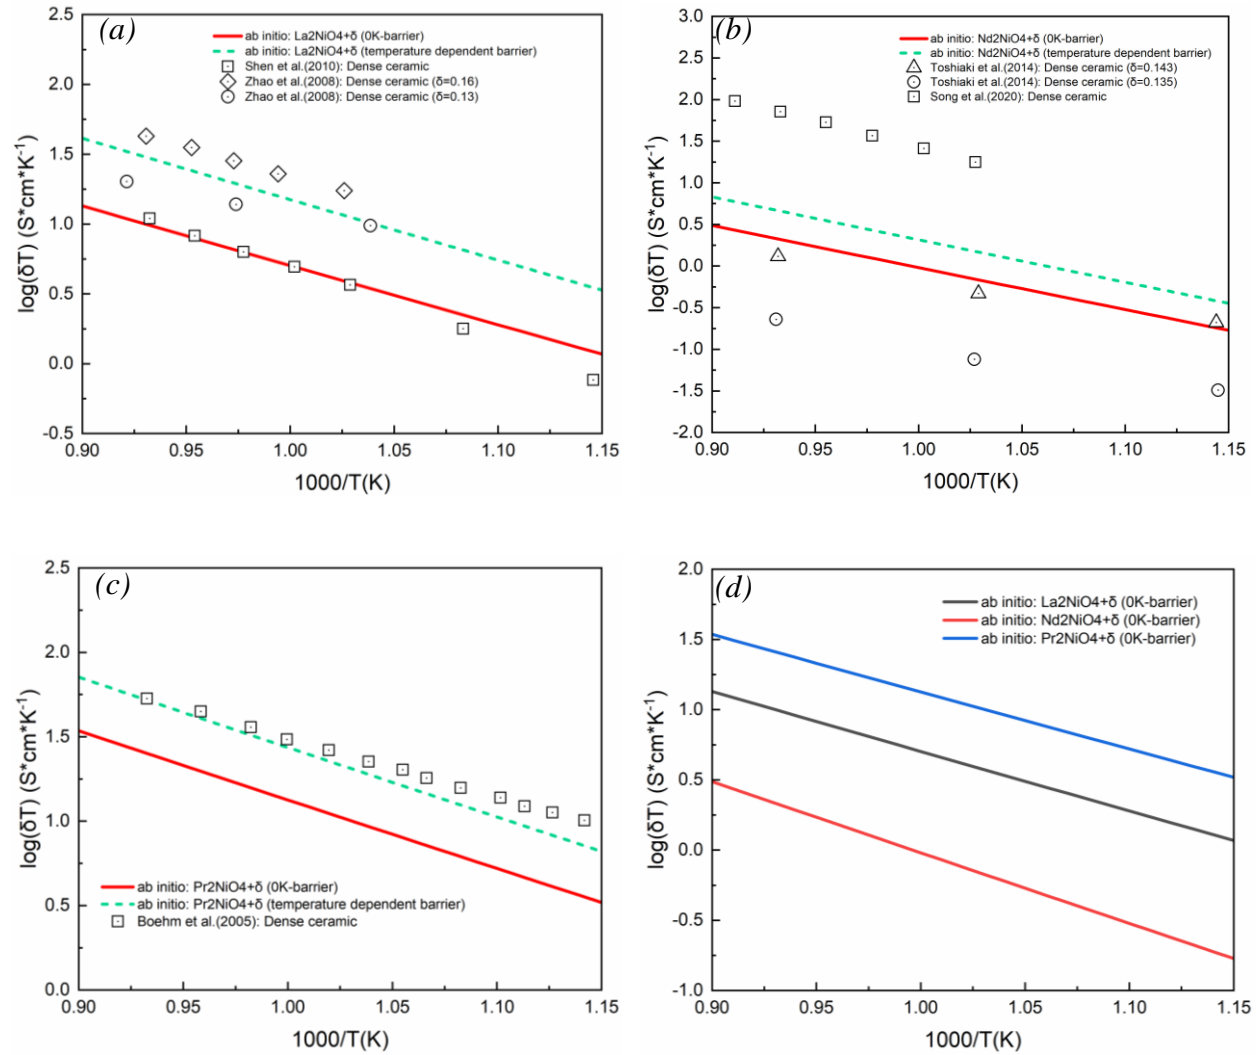 (a)
ab initio: La2NiO4+δ (0K-barrier)
ab initio: La2NiO4+δ (temperature dependent barrier)
Shen et al.(2010): Dense ceramic
Zhao et al.(2008): Dense ceramic (δ=0.16)
Zhao et al.(2008): Dense ceramic (δ=0.13)
2.5
2.0
1.5
1.0
0.5
0.0
-0.5
log(δT) (S*cm*K⁻¹)
0.90 0.95 1.00 1.05 1.10 1.15
1000/T(K)
(b)
ab initio: Nd2NiO4+δ (0K-barrier)
ab initio: Nd2NiO4+δ (temperature dependent barrier)
Toshiaki et al.(2014): Dense ceramic (δ=0.143)
Toshiaki et al.(2014): Dense ceramic (δ=0.135)
Song et al.(2020): Dense ceramic
3.0
2.5
2.0
1.5
1.0
0.5
0.0
-0.5
-1.0
-1.5
-2.0
log(δT) (S*cm*K⁻¹)
0.90 0.95 1.00 1.05 1.10 1.15
1000/T(K)
(c)
2.5
2.0
1.5
1.0
0.5
0.0
log(δT) (S*cm*K⁻¹)
ab initio: Pr2NiO4+δ (0K-barrier)
ab initio: Pr2NiO4+δ (temperature dependent barrier)
Boehm et al.(2005): Dense ceramic
0.90 0.95 1.00 1.05 1.10 1.15
1000/T(K)
(d)
ab initio: La2NiO4+δ (0K-barrier)
ab initio: Nd2NiO4+δ (0K-barrier)
ab initio: Pr2NiO4+δ (0K-barrier)
2.0
1.5
1.0
0.5
0.0
-0.5
-1.0
log(δT) (S*cm*K⁻¹)
0.90 0.95 1.00 1.05 1.10 1.15
1000/T(K)